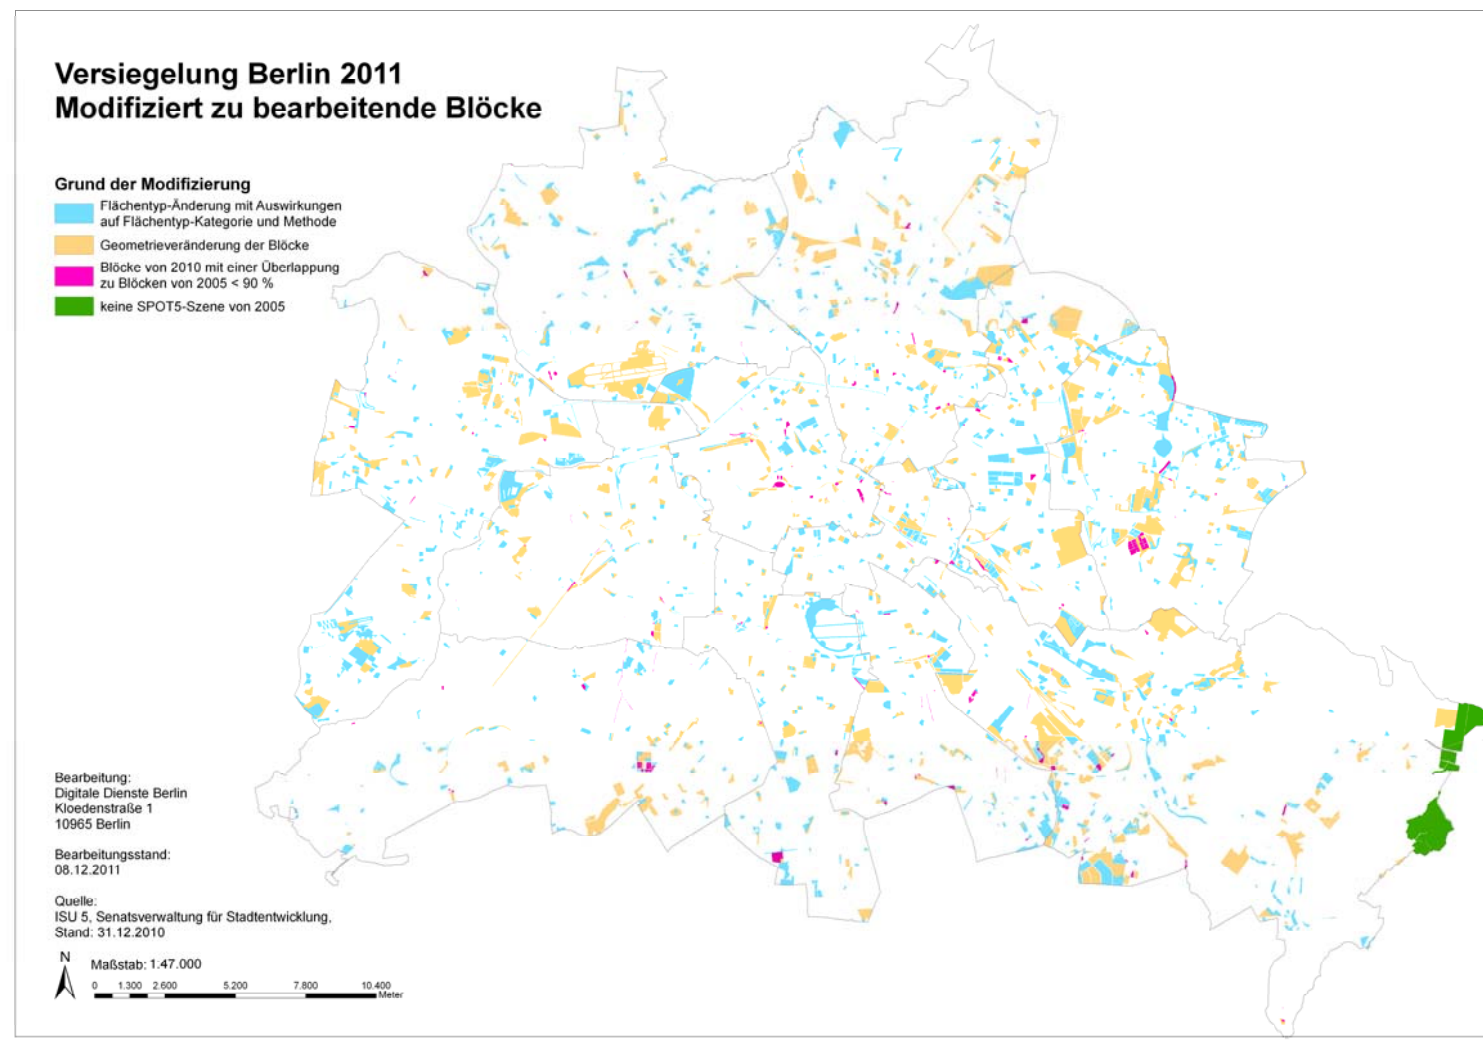 Versiegelung Berlin 2011
Modifiziert zu bearbeitende Blöcke
Grund der Modifizierung
Flächentyp-Änderung mit Auswirkungen
auf Flächentyp-Kategorie und Methode
Geometrieveränderung der Blöcke
Blöcke von 2010 mit einer Überlappung
zu Blöcken von 2005 < 90 %
keine SPOT5-Szene von 2005
Bearbeitung:
Digitale Dienste Berlin
Kloedenstraße 1
10965 Berlin
Bearbeitungsstand:
08.12.2011
Quelle:
ISU 5, Senatsverwaltung für Stadtentwicklung,
Stand: 31.12.2010
N
Maßstab: 1:47.000
0 1.300 2.600 5.200 7.800 10.400
Meter